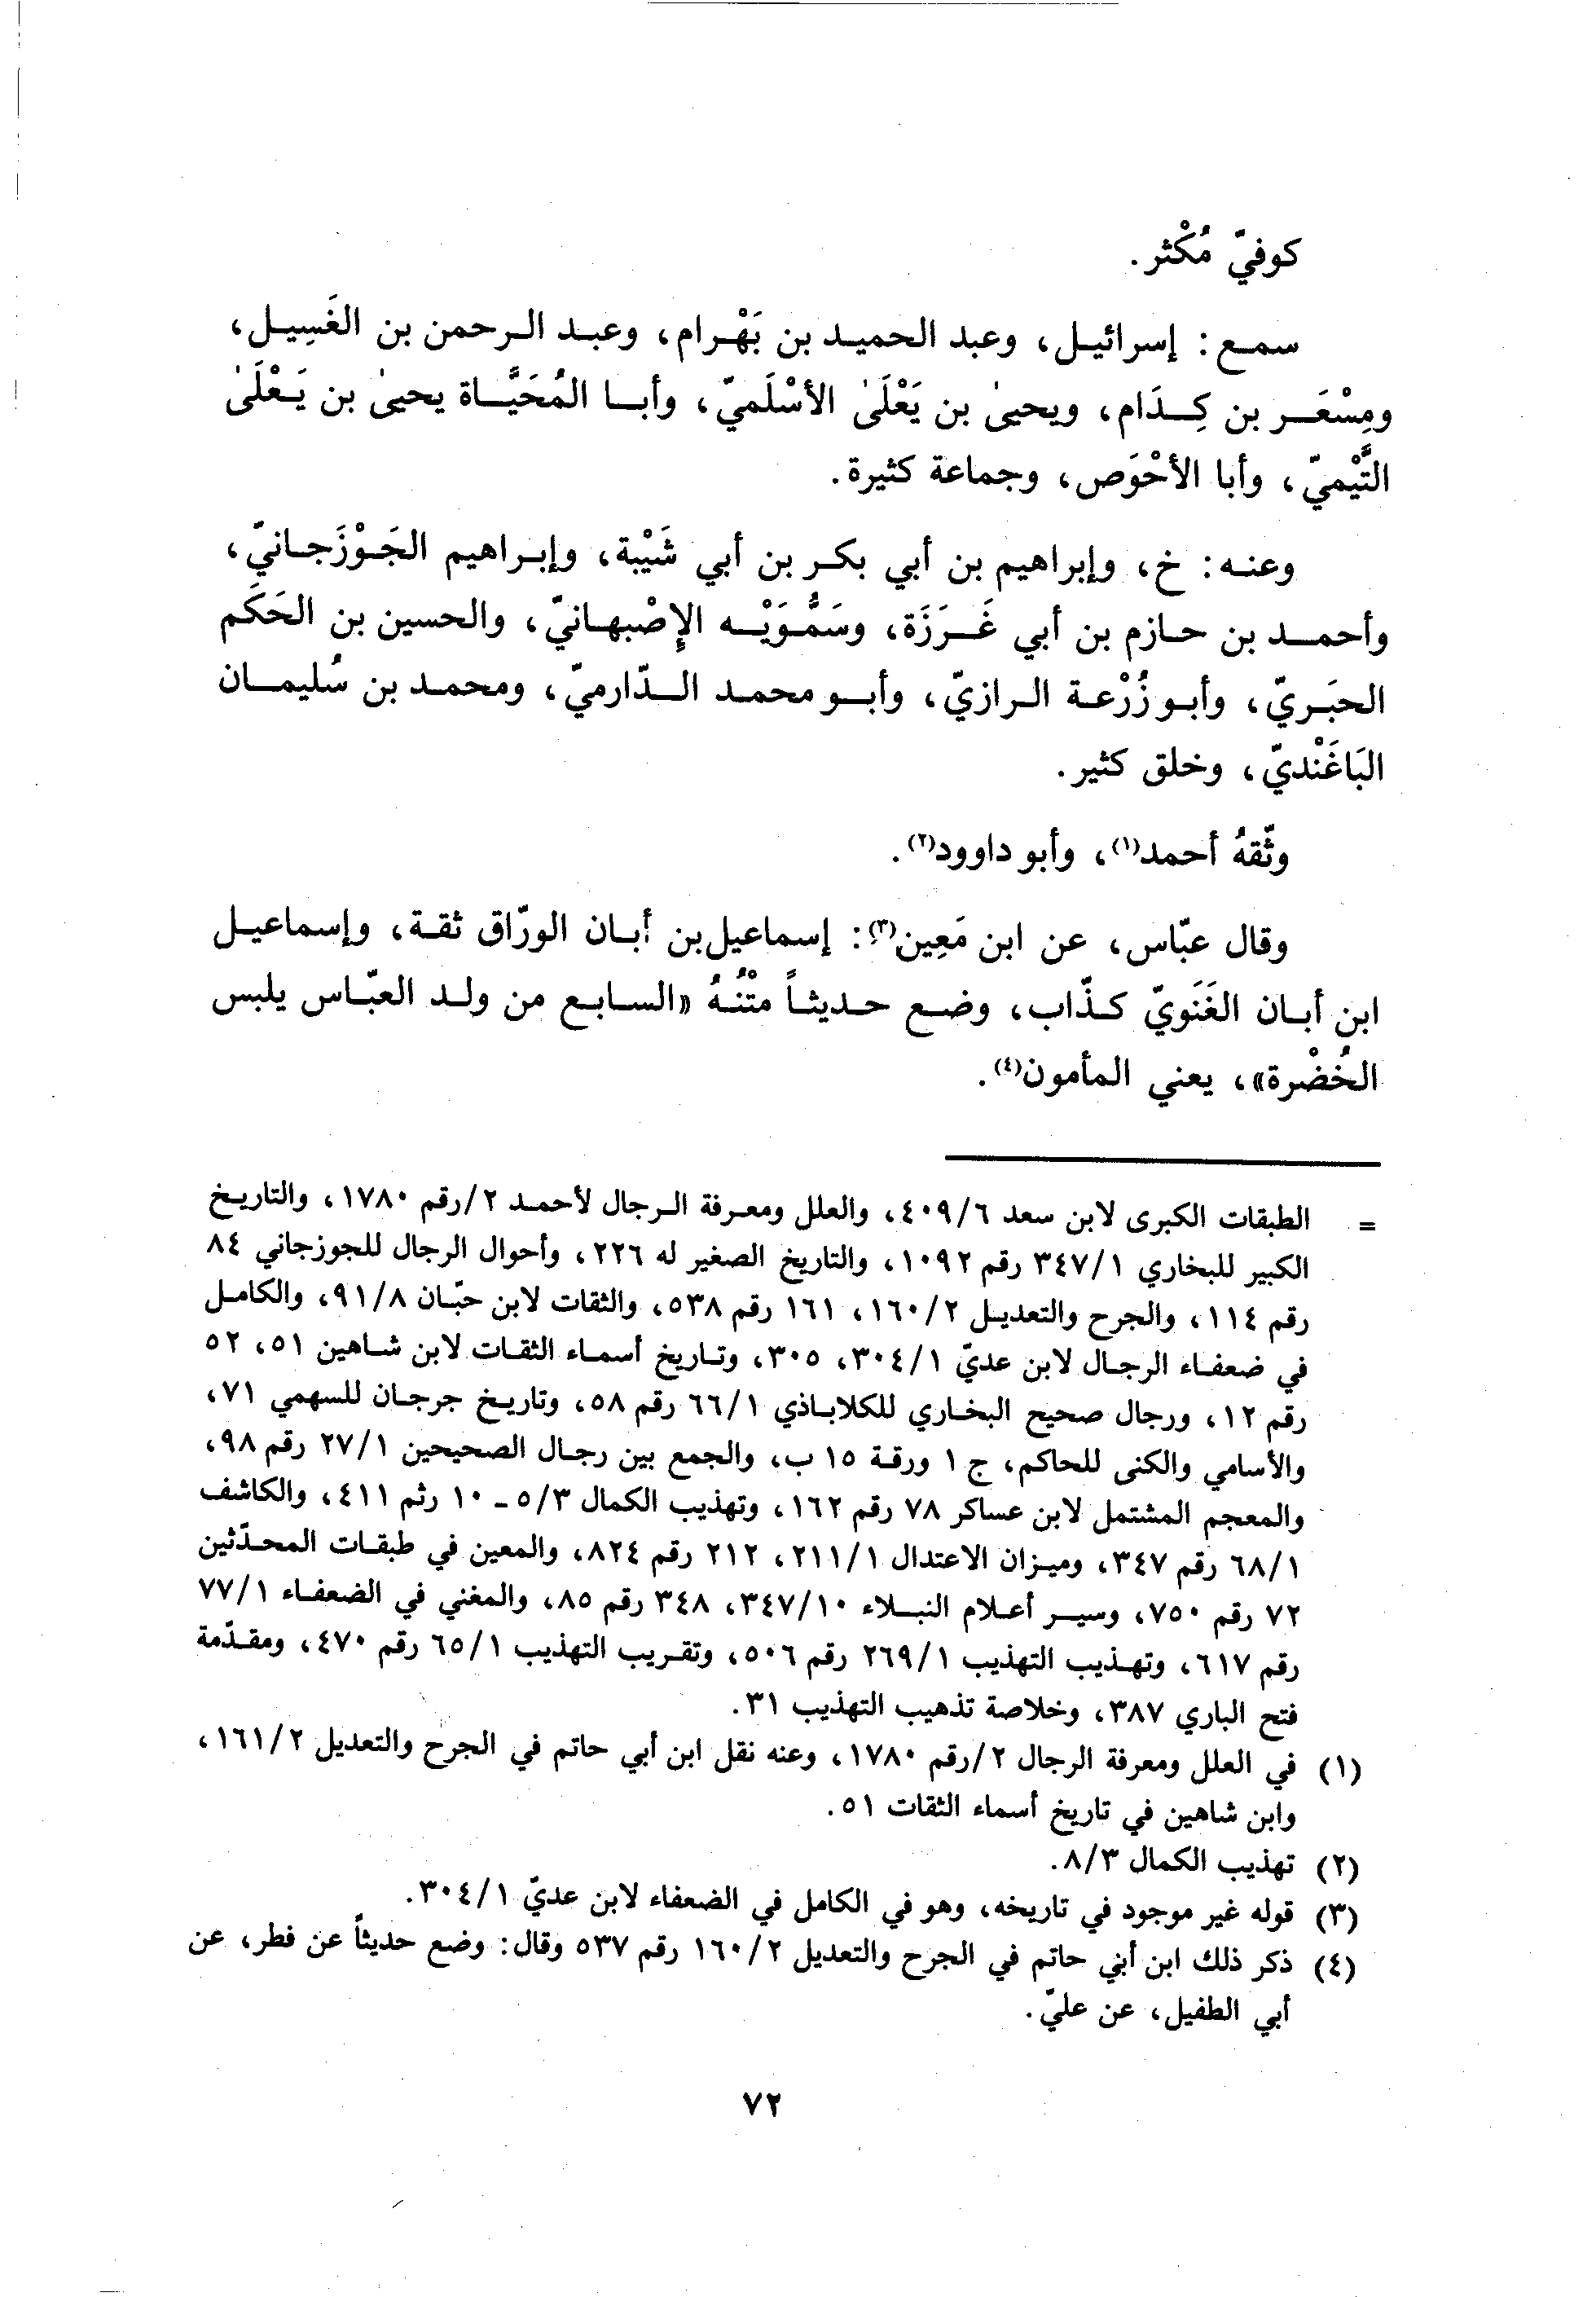 كوفيّ مُكْثر.
سمع: إسرائيل، وعبد الحميد بن بَهْرام، وعبد الرحمن بن الغَسِيل،
ومِسْعَر بن كِدَام، ويحيىٰ بن يَعْلَىٰ الأسْلَميّ، وأبا المُحَيَّاة يحيىٰ بن يَعْلَىٰ
التَّيْميّ، وأبا الأحْوَص، وجماعة كثيرة.
وعنه: خ، وإبراهيم بن أبي بكر بن أبي شَيْبة، وإبراهيم الجَوْزَجانيّ،
وأحمد بن حازم بن أبي غَرَزَة، وسَمُّوَيْه الإِصْبهانيّ، والحسين بن الحَكَم
الحبَريّ، وأبو زُرْعة الرازيّ، وأبو محمد الدّارميّ، ومحمد بن سُليمان
البَاغَنْديّ، وخلق كثير.
وثّقهُ أحمد(١)، وأبو داوود(٢).
وقال عبّاس، عن ابن مَعِين(٣): إسماعيل بن أبان الورّاق ثقة، وإسماعيل
ابن أبان الغَنَويّ كذّاب، وضع حديثاً متْنُهُ «السابع من ولد العبّاس يلبس
الخُضْرة»، يعني المأمون(٤).
= الطبقات الكبرى لابن سعد ٤٠٩/٦، والعلل ومعرفة الرجال لأحمد ٢/رقم ١٧٨٠، والتاريخ
الكبير للبخاري ٣٤٧/١ رقم ١٠٩٢، والتاريخ الصغير له ٢٢٦، وأحوال الرجال للجوزجاني ٨٤
رقم ١١٤، والجرح والتعديل ١٦٠/٢، ١٦١ رقم ٥٣٨، والثقات لابن حبّان ٩١/٨، والكامل
في ضعفاء الرجال لابن عديّ ٣٠٤/١، ٣٠٥، وتاريخ أسماء الثقات لابن شاهين ٥١، ٥٢
رقم ١٢، ورجال صحيح البخاري للكلاباذي ٦٦/١ رقم ٥٨، وتاريخ جرجان للسهمي ٧١،
والأسامي والكنى للحاكم، ج ١ ورقة ١٥ ب، والجمع بين رجال الصحيحين ٢٧/١ رقم ٩٨،
والمعجم المشتمل لابن عساكر ٧٨ رقم ١٦٢، وتهذيب الكمال ٥/٣ ـ ١٠ رثم ٤١١، والكاشف
٦٨/١ رقم ٣٤٧، وميزان الاعتدال ٢١١/١، ٢١٢ رقم ٨٢٤، والمعين في طبقات المحدّثين
٧٢ رقم ٧٥٠، وسير أعلام النبلاء ٣٤٧/١٠، ٣٤٨ رقم ٨٥، والمغني في الضعفاء ٧٧/١
رقم ٦١٧، وتهذيب التهذيب ٢٦٩/١ رقم ٥٠٦، وتقريب التهذيب ٦٥/١ رقم ٤٧٠، ومقدّمة
فتح الباري ٣٨٧، وخلاصة تذهيب التهذيب ٣١.
(١) في العلل ومعرفة الرجال ٢/رقم ١٧٨٠، وعنه نقل ابن أبي حاتم في الجرح والتعديل ١٦١/٢،
وابن شاهين في تاريخ أسماء الثقات ٥١.
(٢) تهذيب الكمال ٨/٣.
(٣) قوله غير موجود في تاريخه، وهو في الكامل في الضعفاء لابن عديّ ٣٠٤/١.
(٤) ذكر ذلك ابن أبي حاتم في الجرح والتعديل ١٦٠/٢ رقم ٥٣٧ وقال: وضع حديثاً عن فطر، عن
أبي الطفيل، عن عليّ.
٧٢